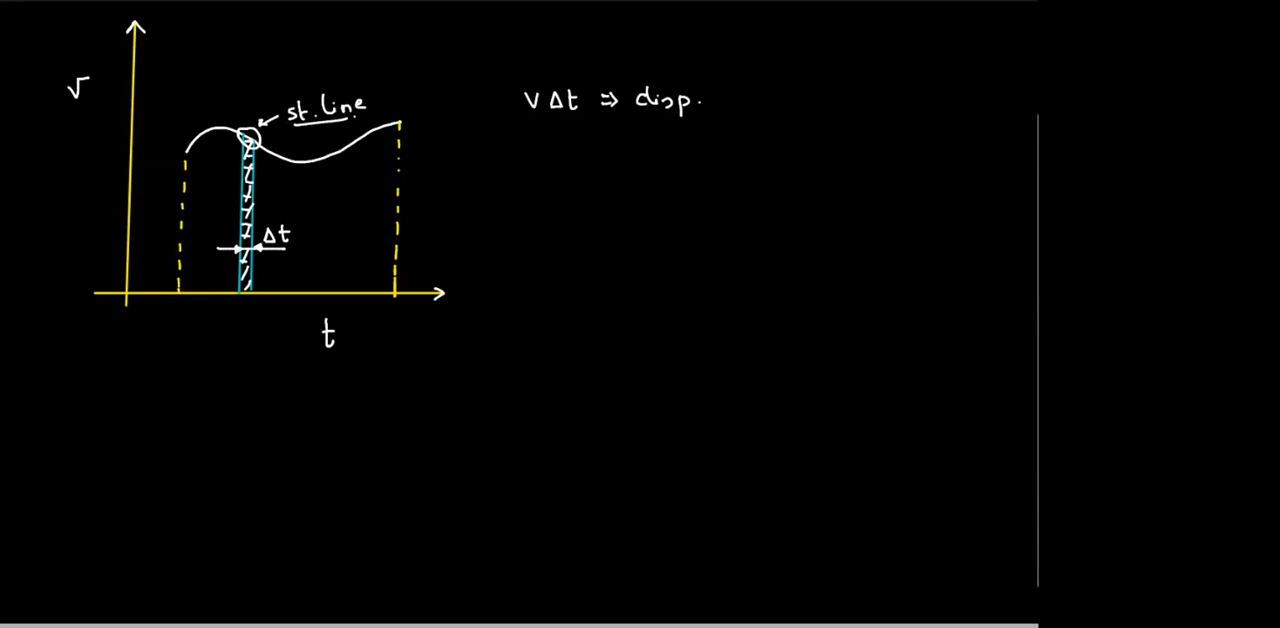 v
st. line
v Δt ⇒ disp.
Δt
t